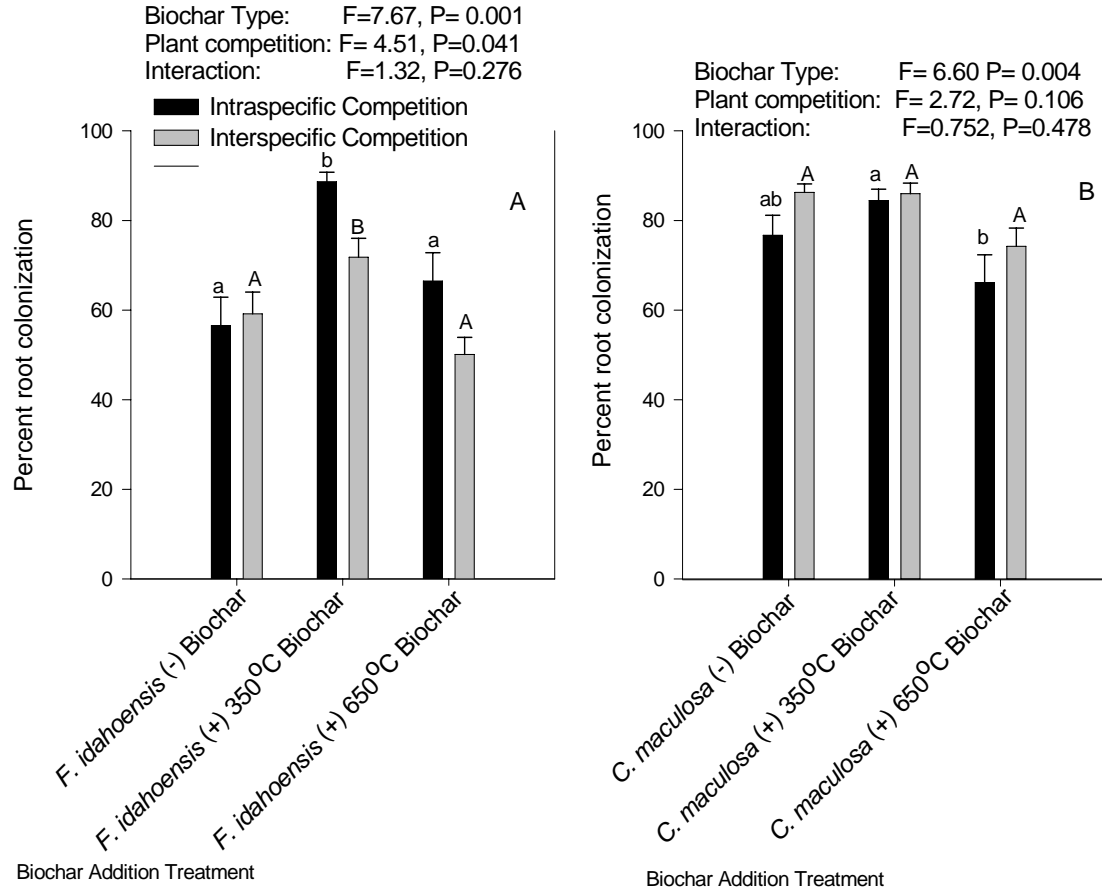 Biochar Type: F=7.67, P= 0.001
Plant competition: F= 4.51, P=0.041
Interaction: F=1.32, P=0.276
Intraspecific Competition
Interspecific Competition
A
Percent root colonization
100
80
60
40
20
0
a
A
b
B
a
A
F. idahoensis (-) Biochar
F. idahoensis (+) 350°C Biochar
F. idahoensis (+) 650°C Biochar
Biochar Addition Treatment
Biochar Type: F= 6.60 P= 0.004
Plant competition: F= 2.72, P= 0.106
Interaction: F=0.752, P=0.478
B
Percent root colonization
100
80
60
40
20
0
ab
A
a
A
b
A
C. maculosa (-) Biochar
C. maculosa (+) 350°C Biochar
C. maculosa (+) 650°C Biochar
Biochar Addition Treatment